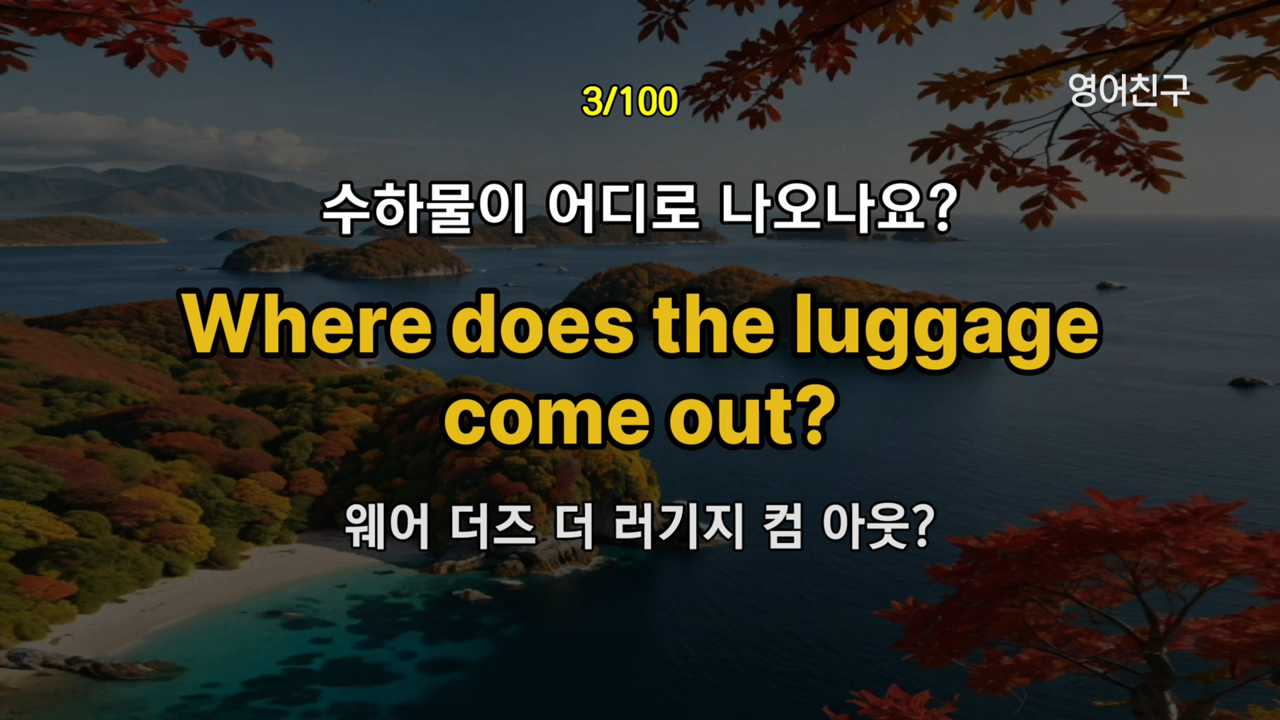 3/100
영어친구
수하물이 어디로 나오나요?
Where does the luggage
come out?
웨어 더즈 더 러기지 컴 아웃?